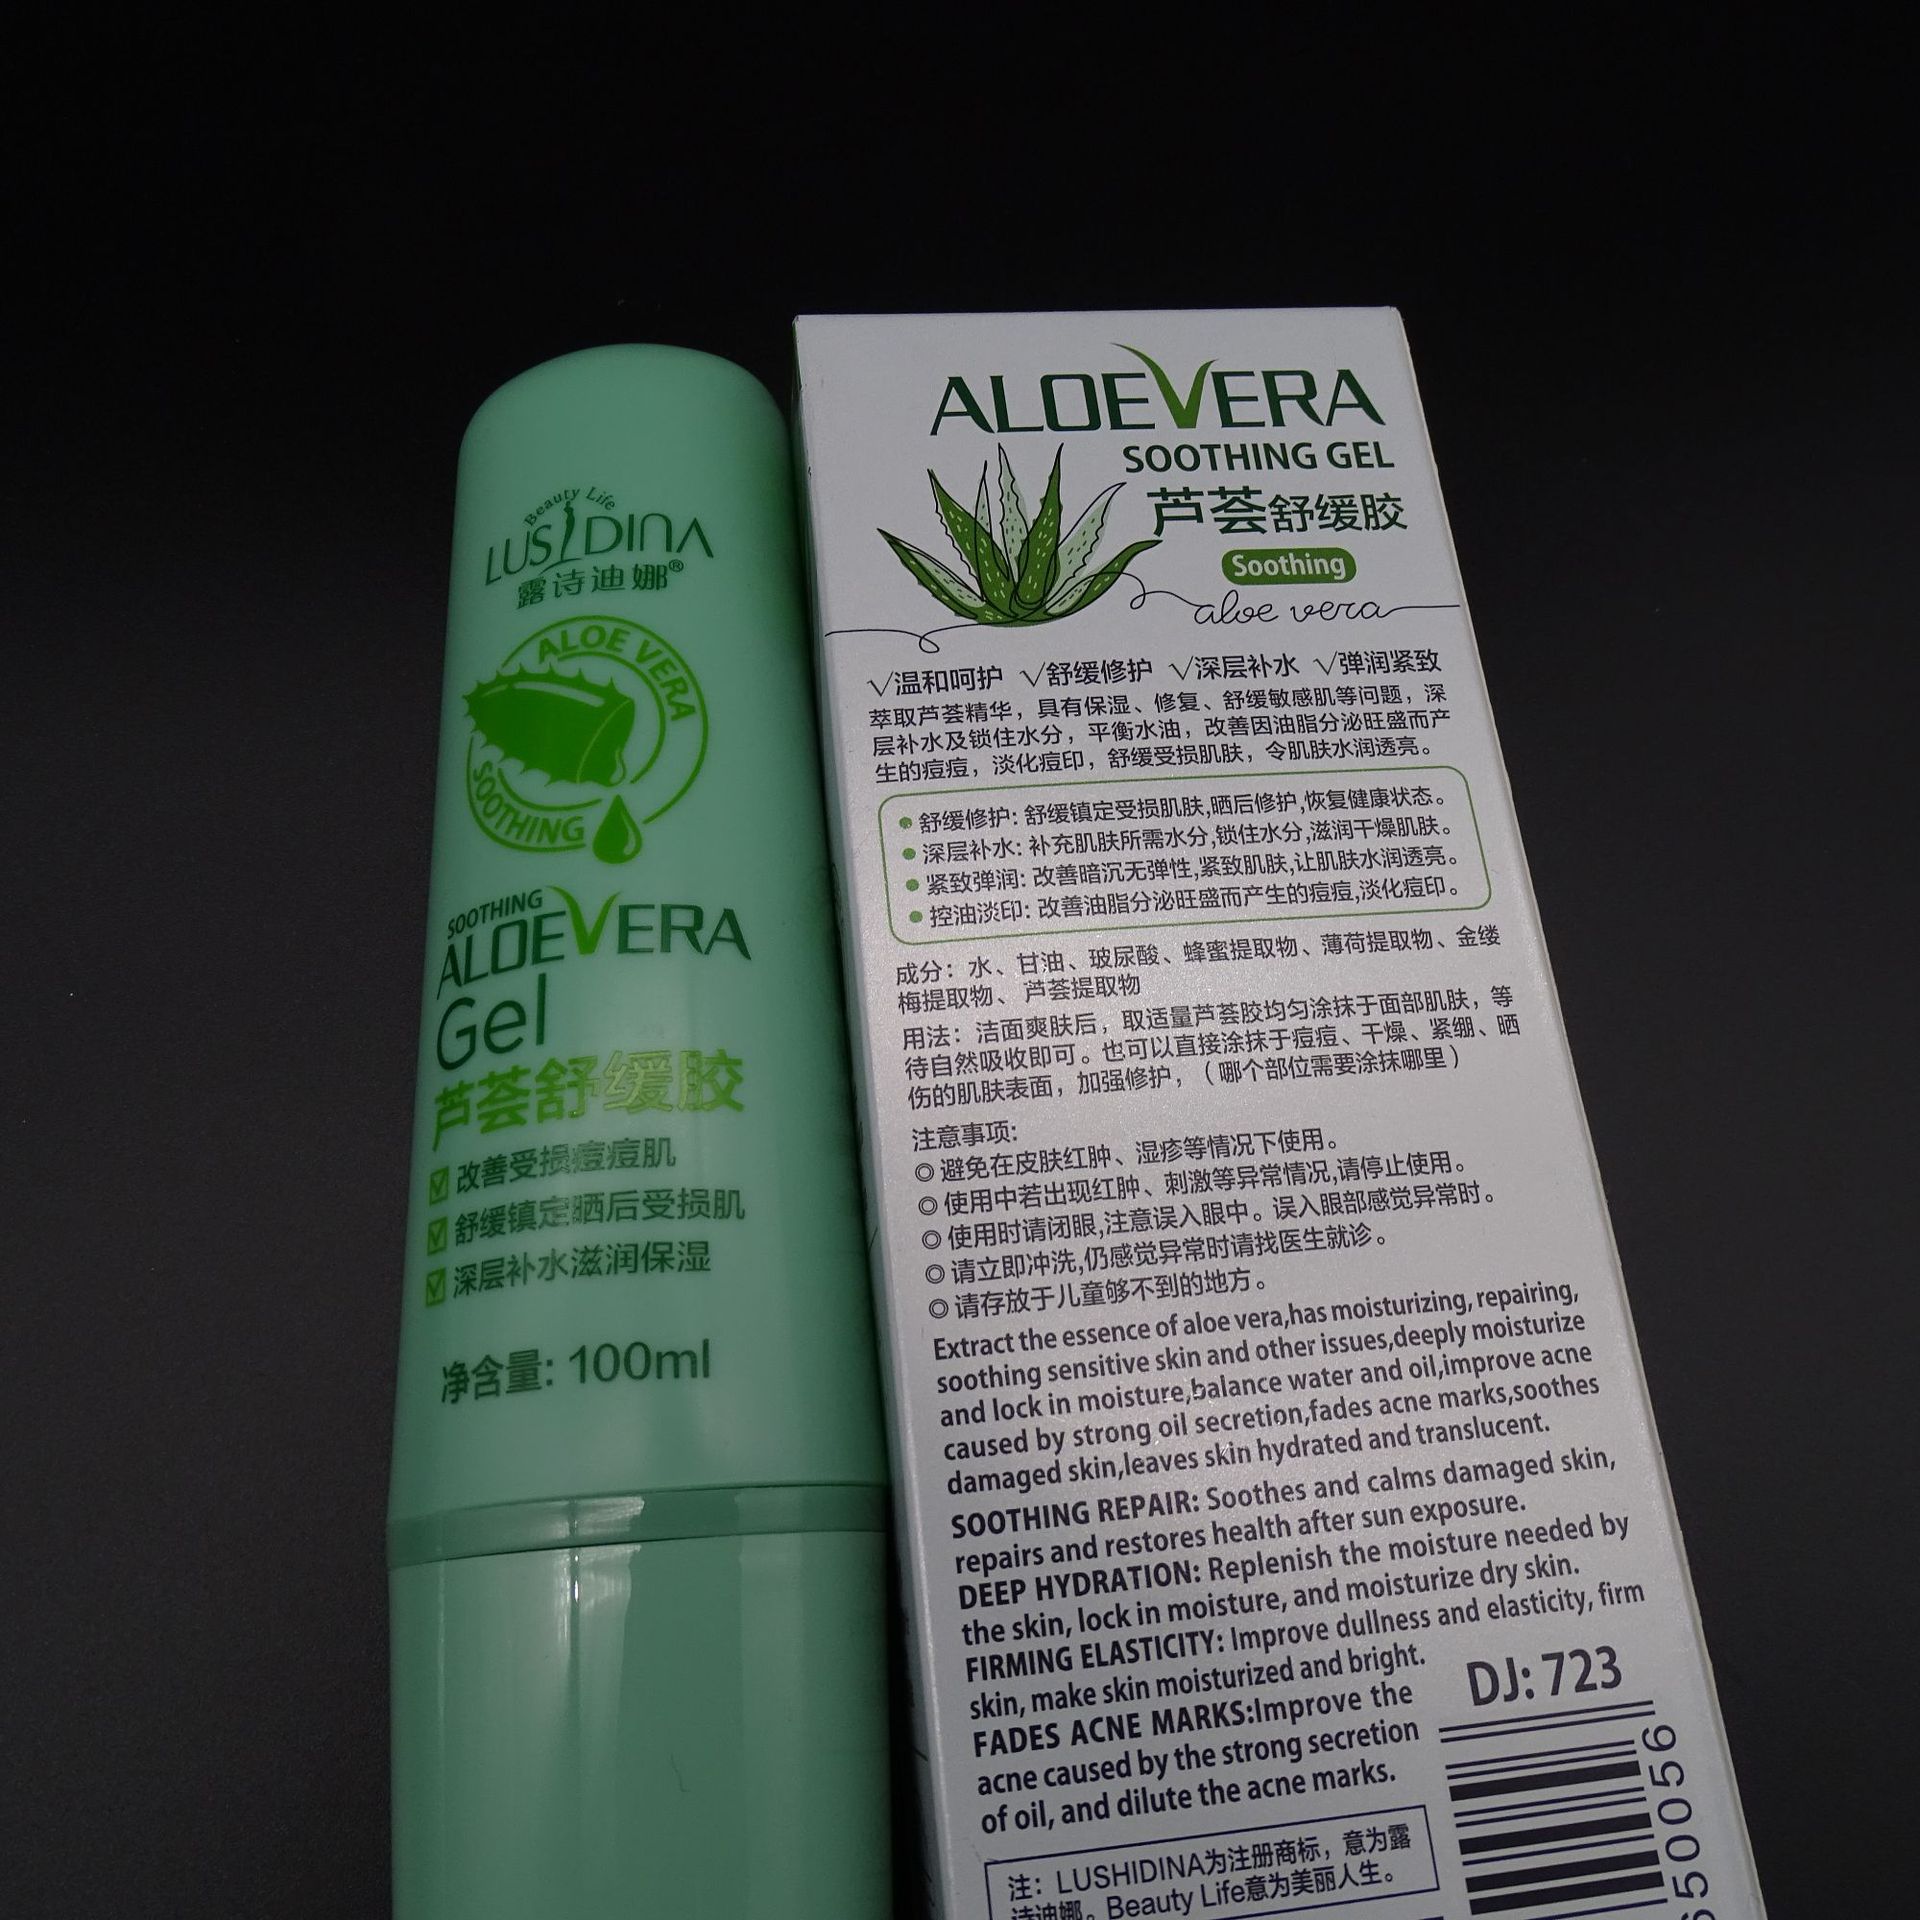 Beauty Life
LUSIDINA
露诗迪娜®
ALOE VERA
SOOTHING
SOOTHING
ALOEVERA
Gel
芦荟舒缓胶
改善受损痘痘肌
舒缓镇定晒后受损肌
深层补水滋润保湿
净含量: 100ml
ALOEVERA
SOOTHING GEL
芦荟舒缓胶
Soothing
aloe vera
√温和呵护 √舒缓修护 √深层补水 √弹润紧致
萃取芦荟精华，具有保湿、修复、舒缓敏感肌等问题，深
层补水及锁住水分，平衡水油，改善因油脂分泌旺盛而产
生的痘痘，淡化痘印，舒缓受损肌肤，令肌肤水润透亮。
• 舒缓修护: 舒缓镇定受损肌肤,晒后修护,恢复健康状态。
• 深层补水: 补充肌肤所需水分,锁住水分,滋润干燥肌肤。
• 紧致弹润: 改善暗沉无弹性,紧致肌肤,让肌肤水润透亮。
• 控油淡印: 改善油脂分泌旺盛而产生的痘痘,淡化痘印。
成分：水、甘油、玻尿酸、蜂蜜提取物、薄荷提取物、金缕
梅提取物、芦荟提取物
用法：洁面爽肤后，取适量芦荟胶均匀涂抹于面部肌肤，等
待自然吸收即可。也可以直接涂抹于痘痘、干燥、紧绷、晒
伤的肌肤表面，加强修护，（哪个部位需要涂抹哪里）
注意事项:
◎ 避免在皮肤红肿、湿疹等情况下使用。
◎ 使用中若出现红肿、刺激等异常情况,请停止使用。
◎ 使用时请闭眼,注意误入眼中。误入眼部感觉异常时。
◎ 请立即冲洗,仍感觉异常时请找医生就诊。
◎ 请存放于儿童够不到的地方。
Extract the essence of aloe vera,has moisturizing, repairing,
soothing sensitive skin and other issues,deeply moisturize
and lock in moisture,balance water and oil,improve acne
caused by strong oil secretion,fades acne marks,soothes
damaged skin,leaves skin hydrated and translucent.
SOOTHING REPAIR: Soothes and calms damaged skin,
repairs and restores health after sun exposure.
DEEP HYDRATION: Replenish the moisture needed by
the skin, lock in moisture, and moisturize dry skin.
FIRMING ELASTICITY: Improve dullness and elasticity, firm
skin, make skin moisturized and bright.
FADES ACNE MARKS:Improve the
acne caused by the strong secretion
of oil, and dilute the acne marks.
DJ: 723
注：LUSHIDINA为注册商标，意为露
诗迪娜。Beauty Life意为美丽人生。
650056